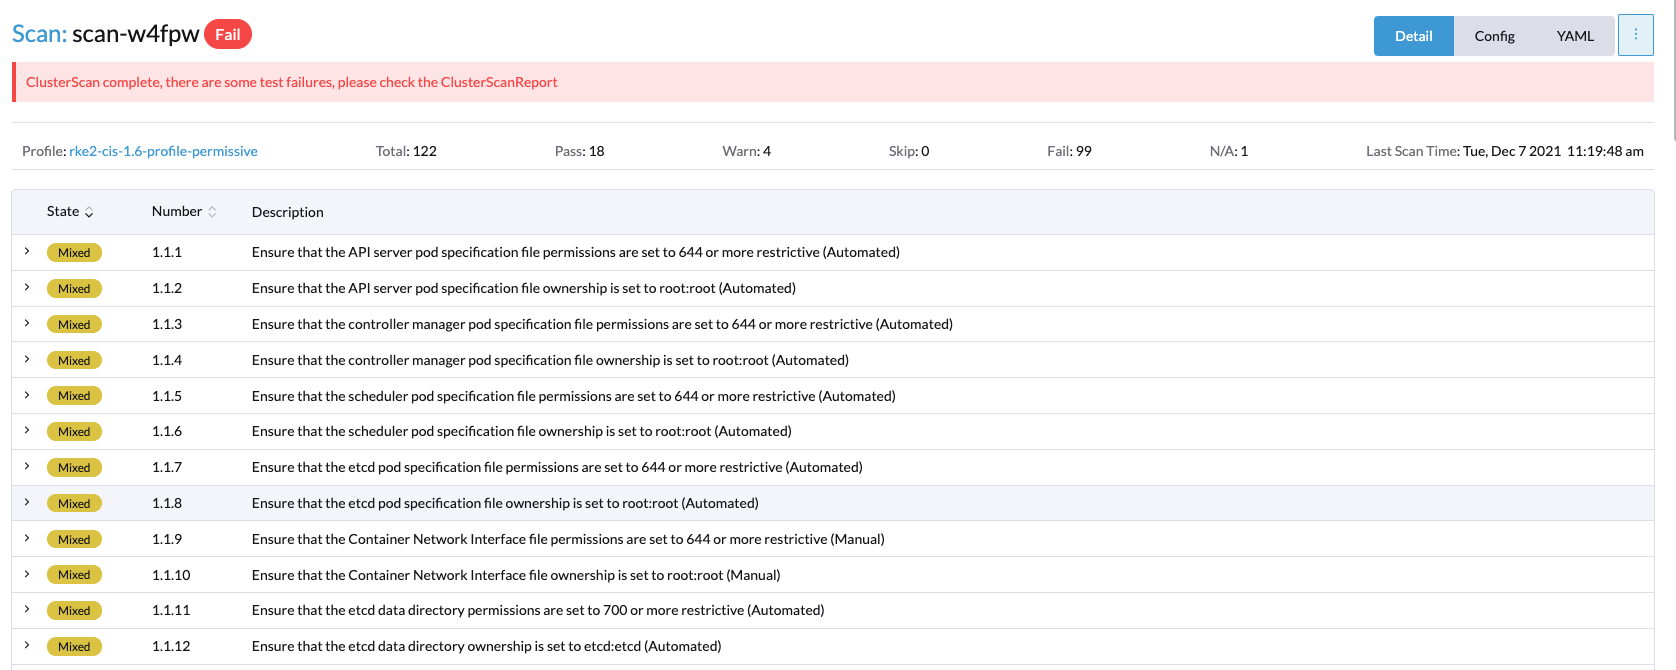 Scan: scan-w4fpw Fail
Detail Config YAML
ClusterScan complete, there are some test failures, please check the ClusterScanReport
Profile: rke2-cis-1.6-profile-permissive Total: 122 Pass: 18 Warn: 4 Skip: 0 Fail: 99 N/A: 1 Last Scan Time: Tue, Dec 7 2021 11:19:48 am
State Number Description
Mixed 1.1.1 Ensure that the API server pod specification file permissions are set to 644 or more restrictive (Automated)
Mixed 1.1.2 Ensure that the API server pod specification file ownership is set to root:root (Automated)
Mixed 1.1.3 Ensure that the controller manager pod specification file permissions are set to 644 or more restrictive (Automated)
Mixed 1.1.4 Ensure that the controller manager pod specification file ownership is set to root:root (Automated)
Mixed 1.1.5 Ensure that the scheduler pod specification file permissions are set to 644 or more restrictive (Automated)
Mixed 1.1.6 Ensure that the scheduler pod specification file ownership is set to root:root (Automated)
Mixed 1.1.7 Ensure that the etcd pod specification file permissions are set to 644 or more restrictive (Automated)
Mixed 1.1.8 Ensure that the etcd pod specification file ownership is set to root:root (Automated)
Mixed 1.1.9 Ensure that the Container Network Interface file permissions are set to 644 or more restrictive (Manual)
Mixed 1.1.10 Ensure that the Container Network Interface file ownership is set to root:root (Manual)
Mixed 1.1.11 Ensure that the etcd data directory permissions are set to 700 or more restrictive (Automated)
Mixed 1.1.12 Ensure that the etcd data directory ownership is set to etcd:etcd (Automated)